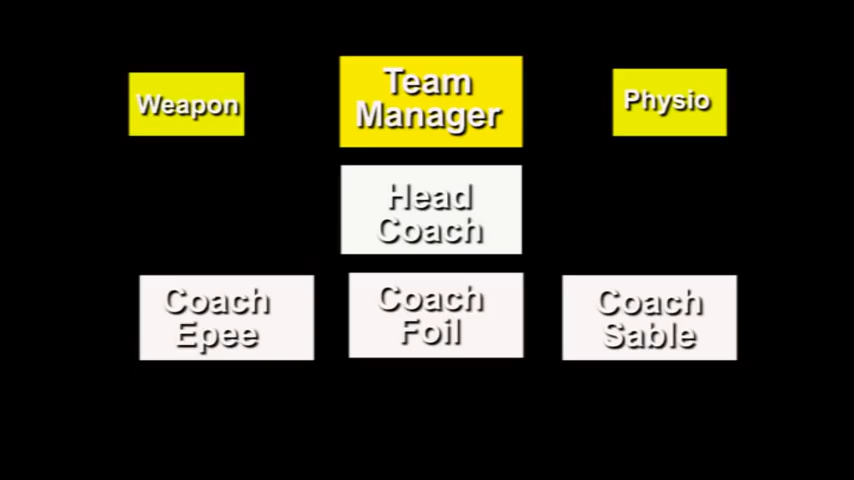 Weapon
Team
Manager
Physio
Head
Coach
Coach
Epee
Coach
Foil
Coach
Sable